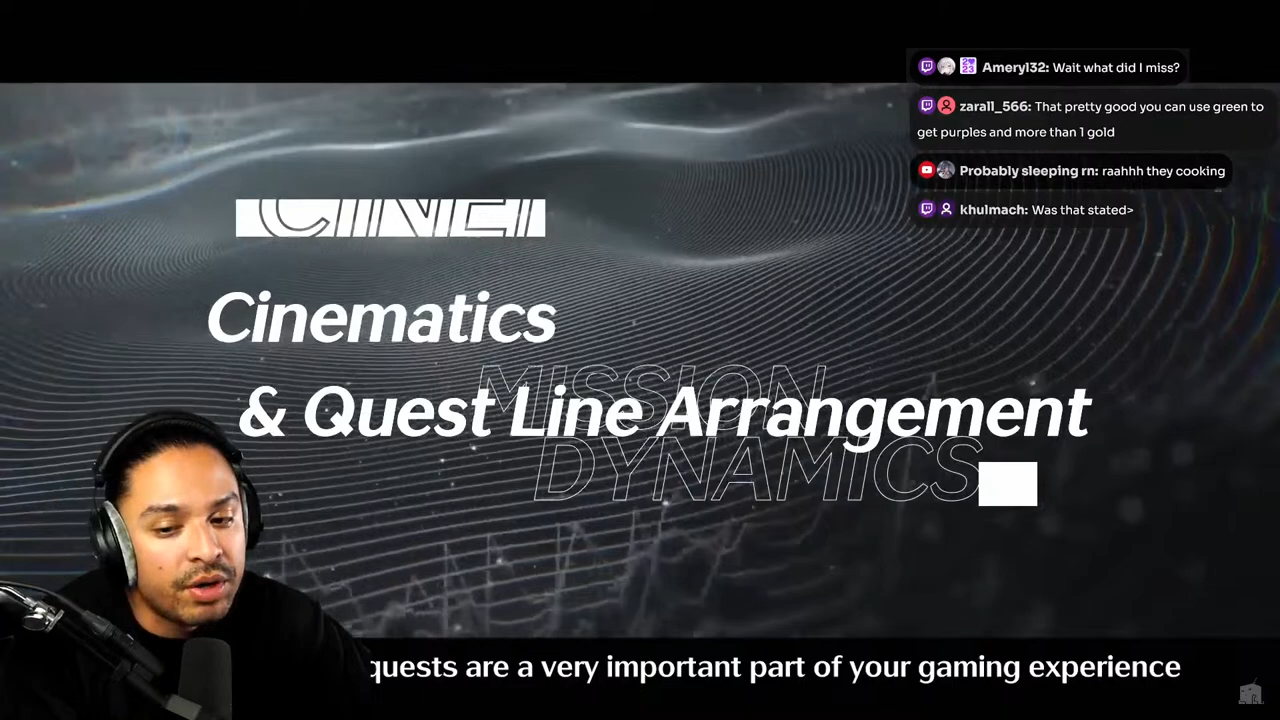 Amery132: Wait what did I miss?
zarall_566: That pretty good you can use green to
get purples and more than 1 gold
Probably sleeping rn: raahhh they cooking
khulmach: Was that stated>
Cinematics
MISSION
& Quest Line Arrangement
DYNAMICS
quests are a very important part of your gaming experience